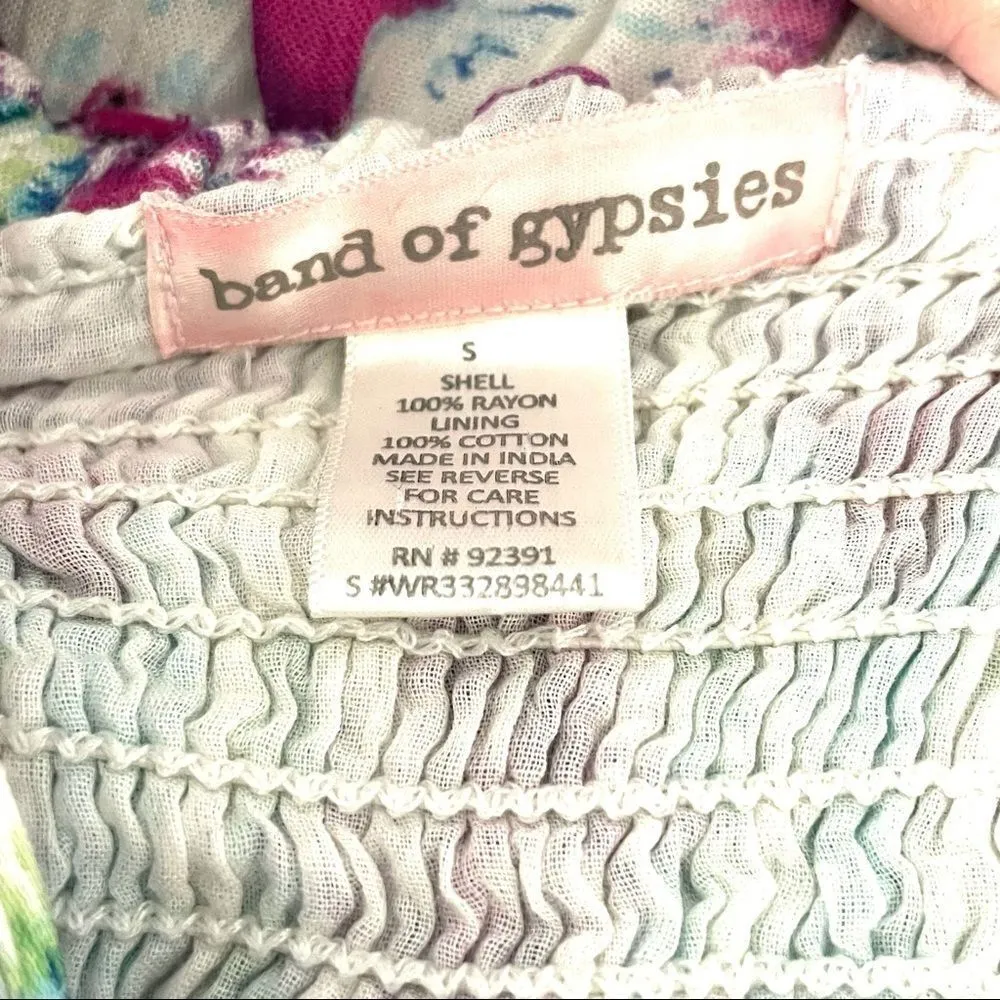 band of gypsies
S
SHELL
100% RAYON
LINING
100% COTTON
MADE IN INDIA
SEE REVERSE
FOR CARE
INSTRUCTIONS
RN # 92391
S #WR332898441